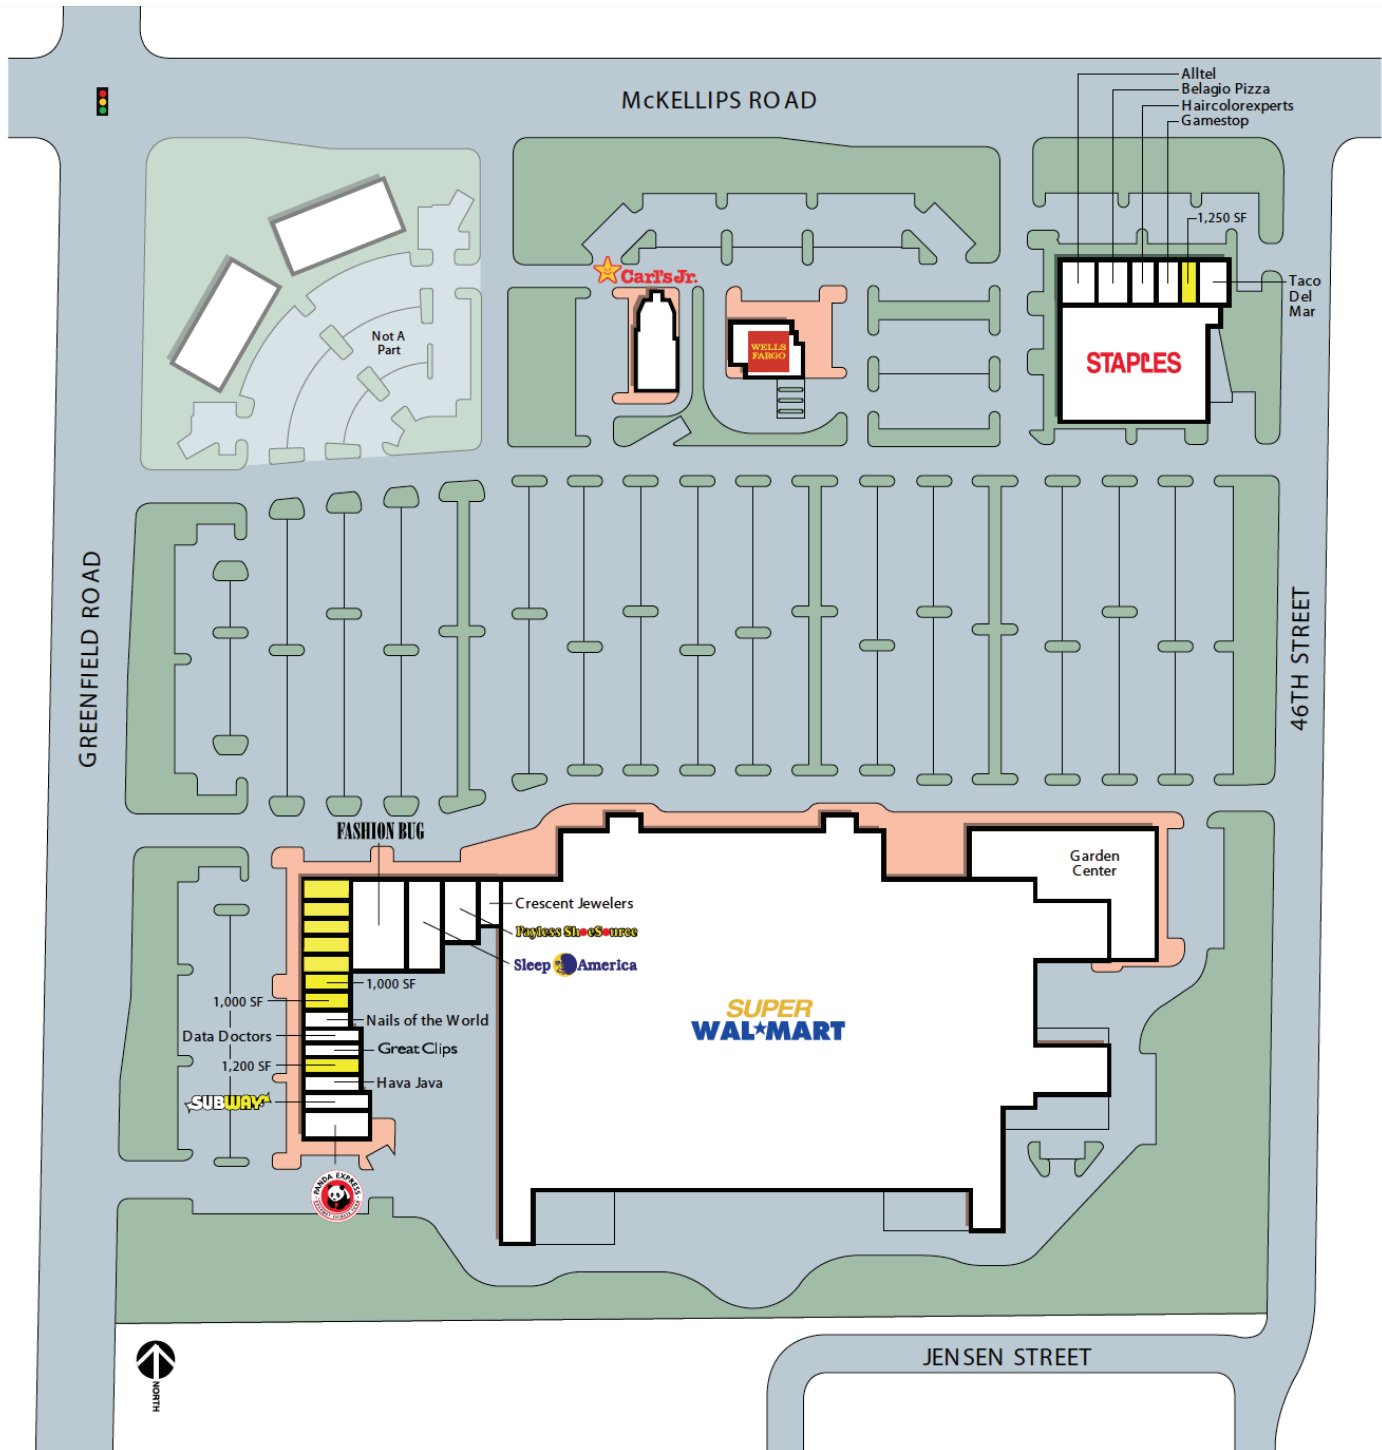 McKELLIPS ROAD
Alltel
Belagio Pizza
Haircolorexperts
Gamestop
1,250 SF
Carl's Jr.
WELLS
FARGO
Taco
Del
Mar
Not A
Part
STAPLES
GREENFIELD ROAD
46TH STREET
FASHION BUG
Garden
Center
Crescent Jewelers
Payless ShoeSource
Sleep America
1,000 SF
1,000 SF
Nails of the World
Data Doctors
Great Clips
1,200 SF
Hava Java
SUBWAY
SUPER
WAL★MART
PANDA EXPRESS
NORTH
JENSEN STREET